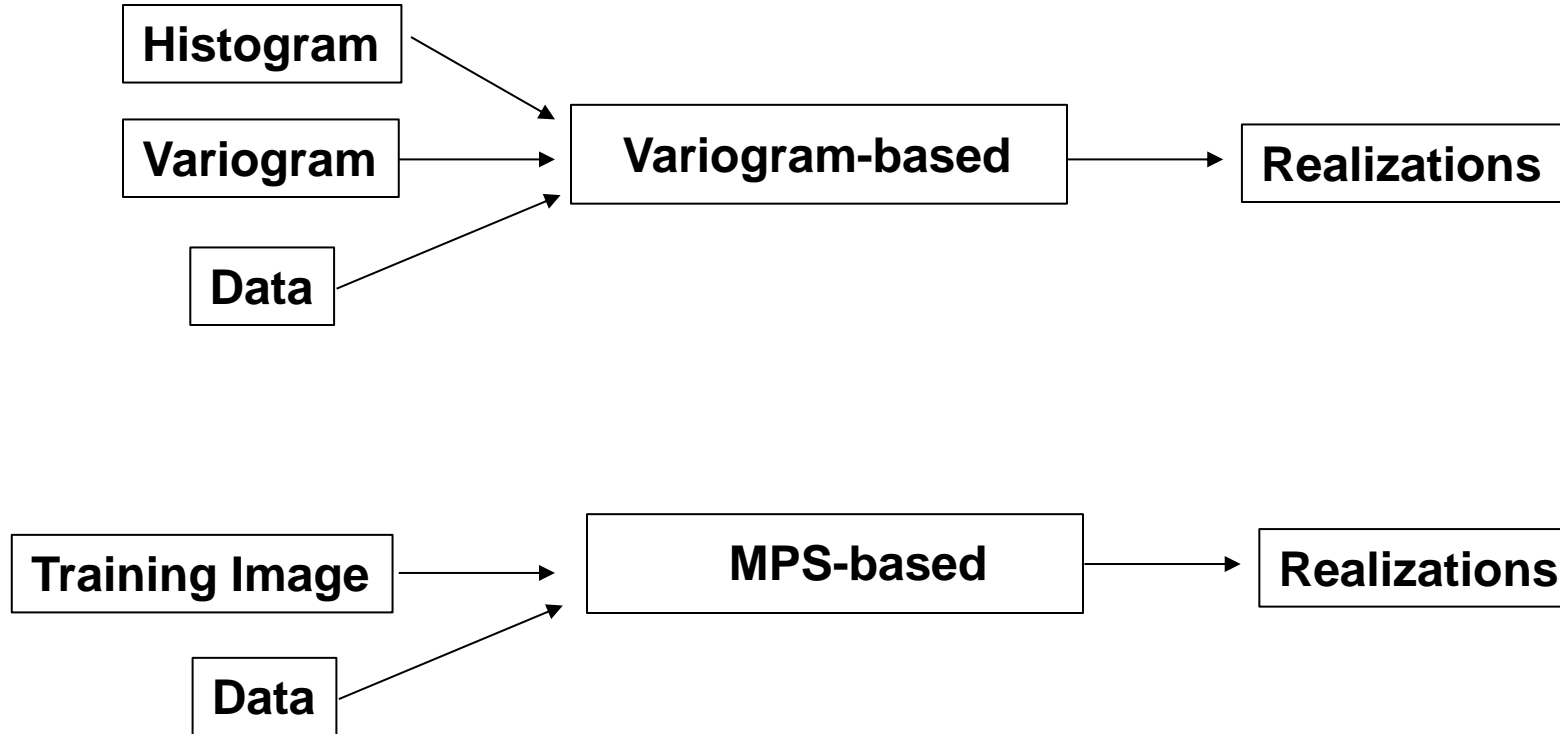 Histogram
Variogram
Data
Variogram-based
Realizations
Training Image
Data
MPS-based
Realizations